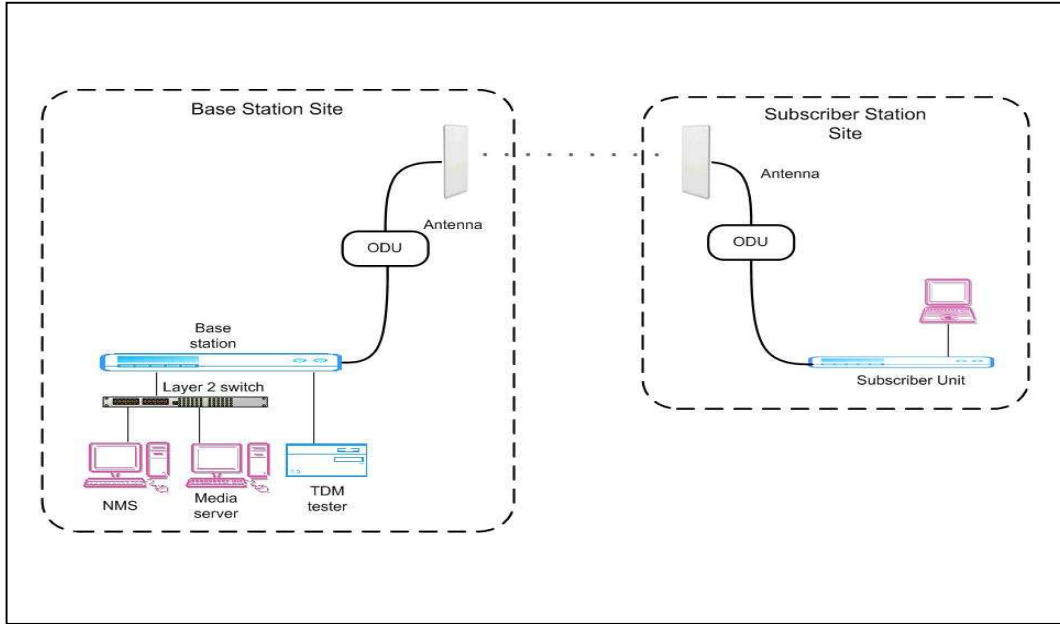 Base Station Site
Antenna
ODU
Base
station
Layer 2 switch
NMS
Media
server
TDM
tester
Subscriber Station
Site
Antenna
ODU
Subscriber Unit